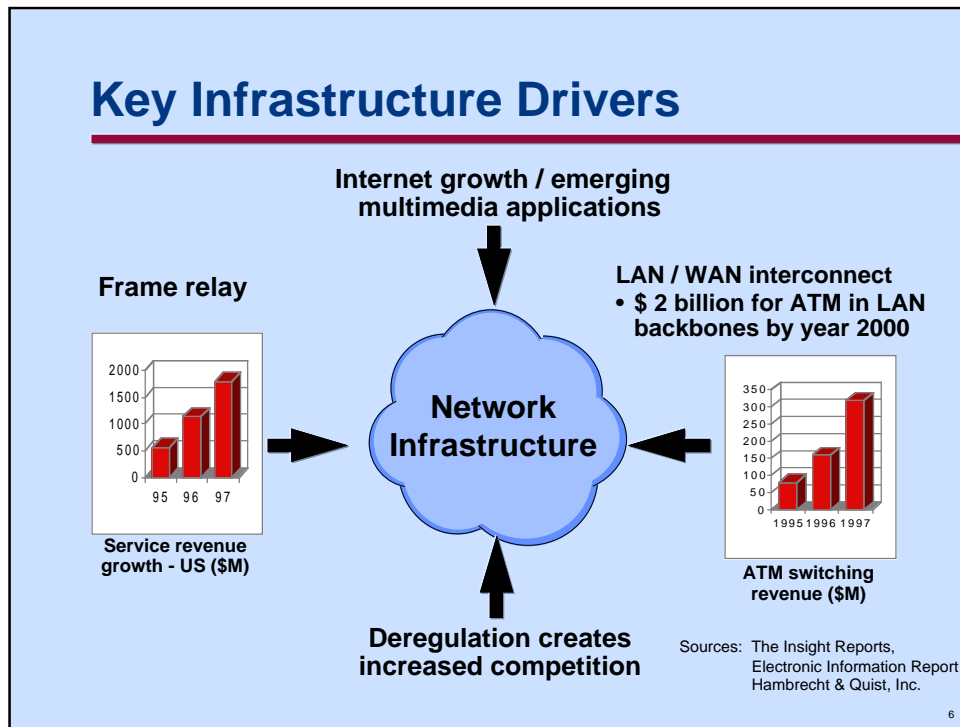 Key Infrastructure Drivers
Internet growth / emerging
multimedia applications
Frame relay
2000
1500
1000
500
0
95 96 97
Service revenue
growth - US ($M)
Network
Infrastructure
LAN / WAN interconnect
• $ 2 billion for ATM in LAN
backbones by year 2000
350
300
250
200
150
100
50
0
1995 1996 1997
ATM switching
revenue ($M)
Deregulation creates
increased competition
Sources: The Insight Reports,
Electronic Information Report
Hambrecht & Quist, Inc.
6